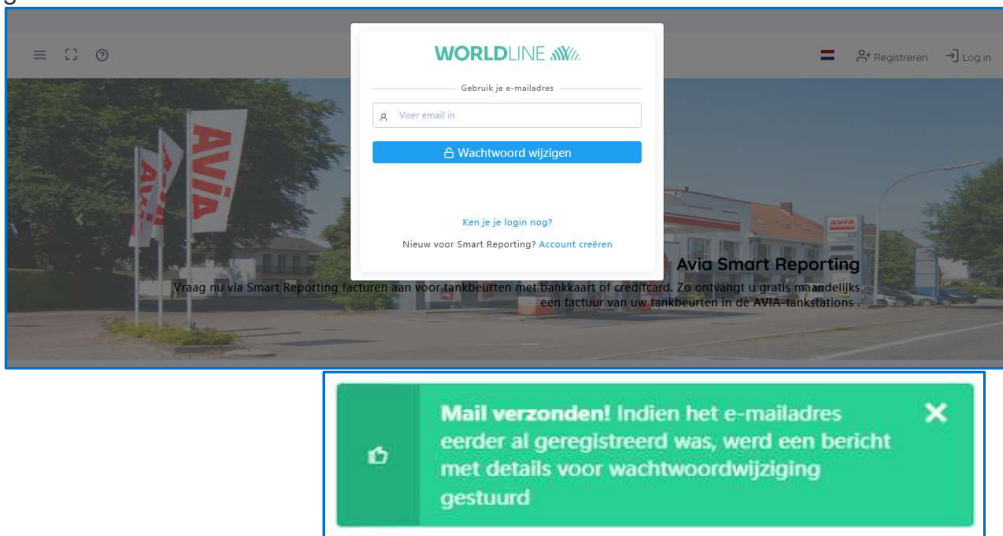 g
WORLDLINE
Registreren
Log in
Gebruik je e-mailadres
Voer email in
Wachtwoord wijzigen
Ken je je login nog?
Nieuw voor Smart Reporting? Account creëren
AVIA
AVIA
AVIA
Avia Smart Reporting
Vraag nu via Smart Reporting facturen aan voor tankbeurten met bankkaart of creditcard. Zo ontvangt u gratis maandelijks
een factuur van uw tankbeurten in de AVIA-tankstations .
Mail verzonden! Indien het e-mailadres
eerder al geregistreerd was, werd een bericht
met details voor wachtwoordwijziging
gestuurd